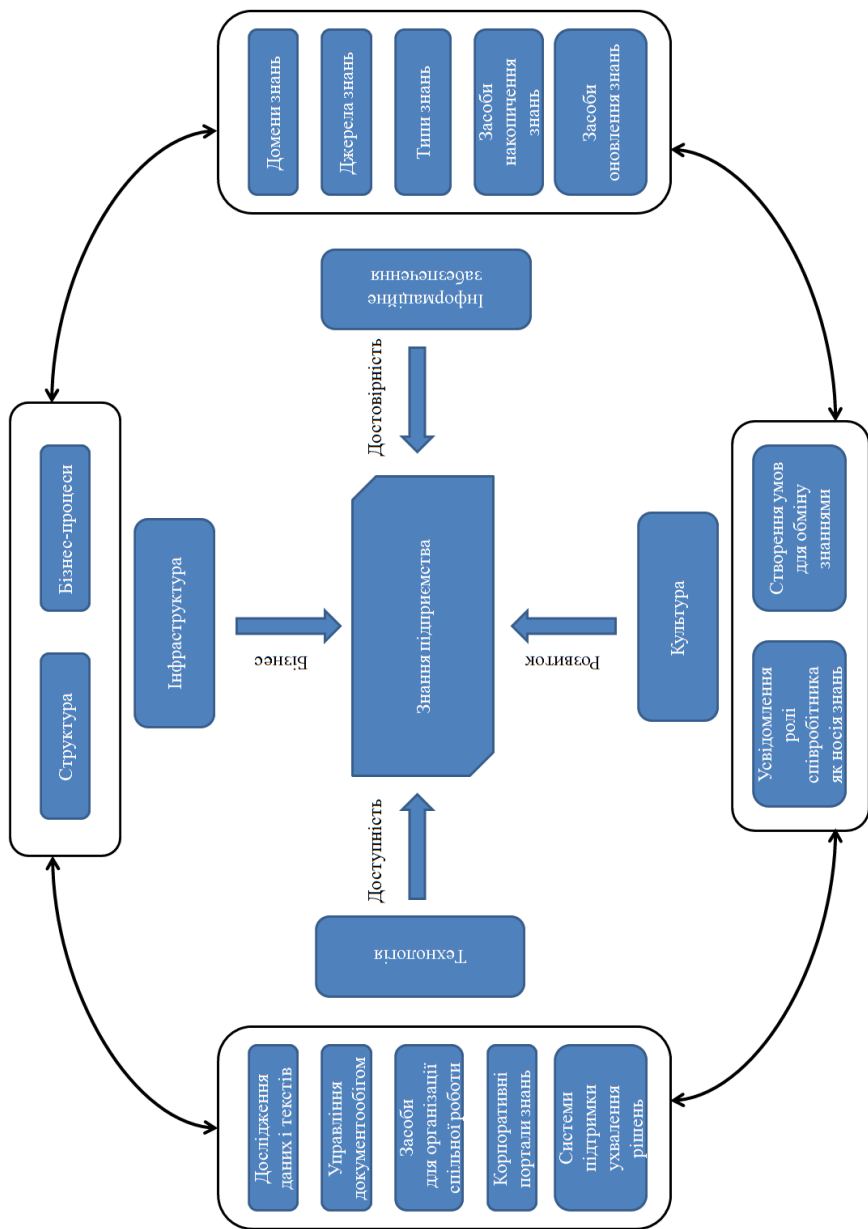 Структура
Бізнес-процеси
Інфраструктура
Бізнес
Дослідження
даних і текстів
Управління
документообігом
Засоби
для організації
спільної роботи
Корпоративні
портали знань
Системи
підтримки
ухвалення
рішень
Технологія
Доступність
Знання підприємства
Достовірність
Інформаційне
забезпечення
Домени знань
Джерела знань
Типи знань
Засоби
накопичення
знань
Засоби
оновлення знань
Розвиток
Культура
Усвідомлення
ролі
співробітника
як носія знань
Створення умов
для обміну
знаннями